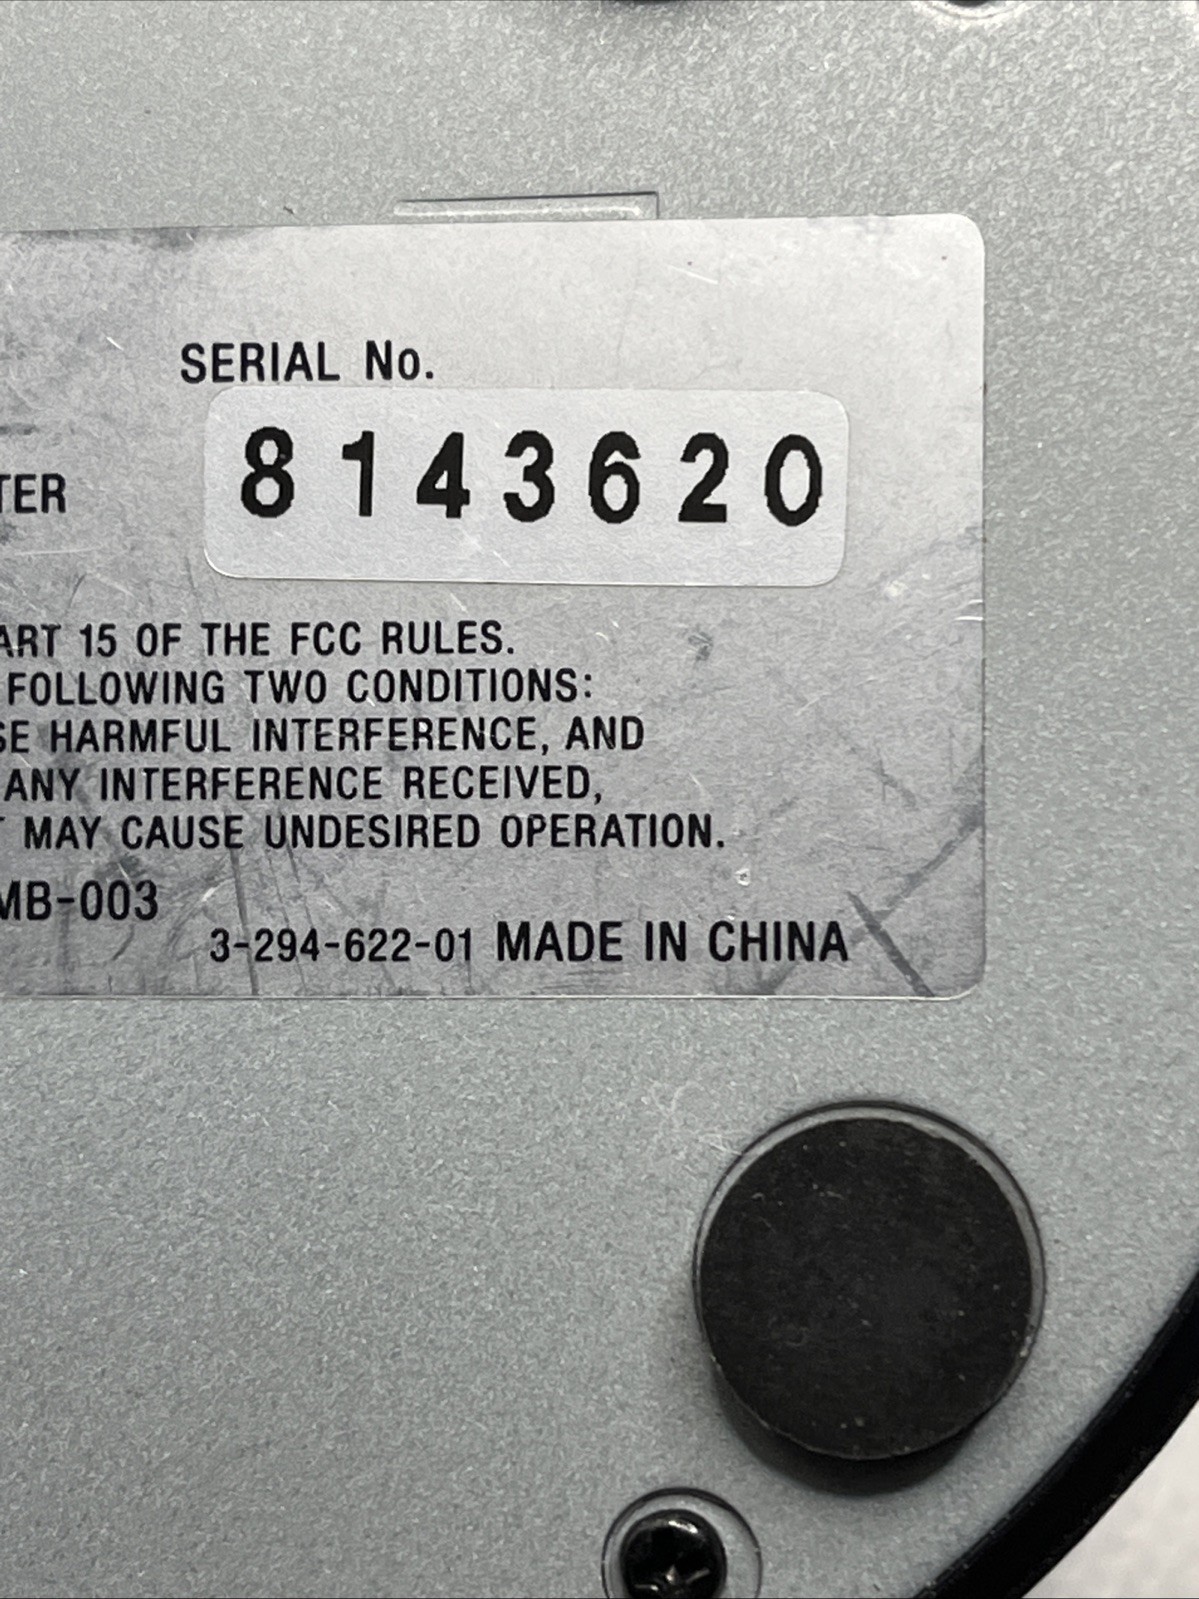 SERIAL No.
8143620
TER
ART 15 OF THE FCC RULES.
FOLLOWING TWO CONDITIONS:
SE HARMFUL INTERFERENCE, AND
ANY INTERFERENCE RECEIVED,
MAY CAUSE UNDESIRED OPERATION.
MB-003
3-294-622-01 MADE IN CHINA